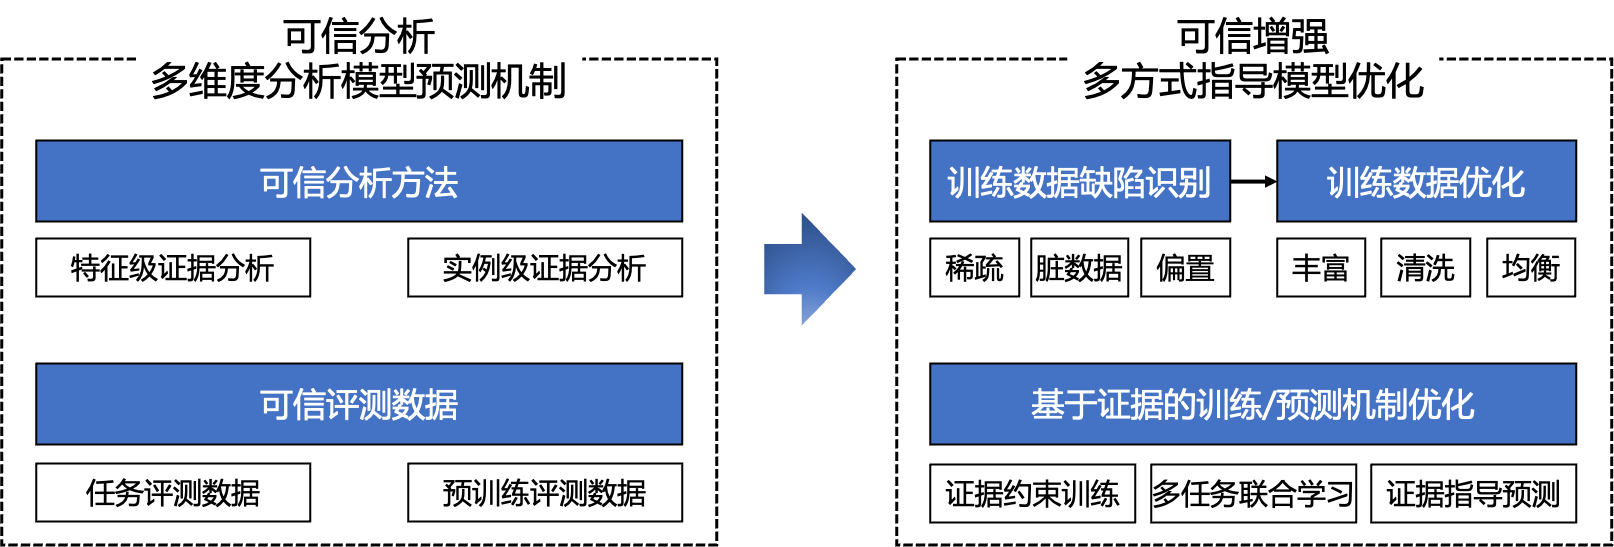 可信分析
多维度分析模型预测机制
可信分析方法
特征级证据分析
实例级证据分析
可信评测数据
任务评测数据
预训练评测数据
可信增强
多方式指导模型优化
训练数据缺陷识别
训练数据优化
稀疏
脏数据
偏置
丰富
清洗
均衡
基于证据的训练/预测机制优化
证据约束训练
多任务联合学习
证据指导预测